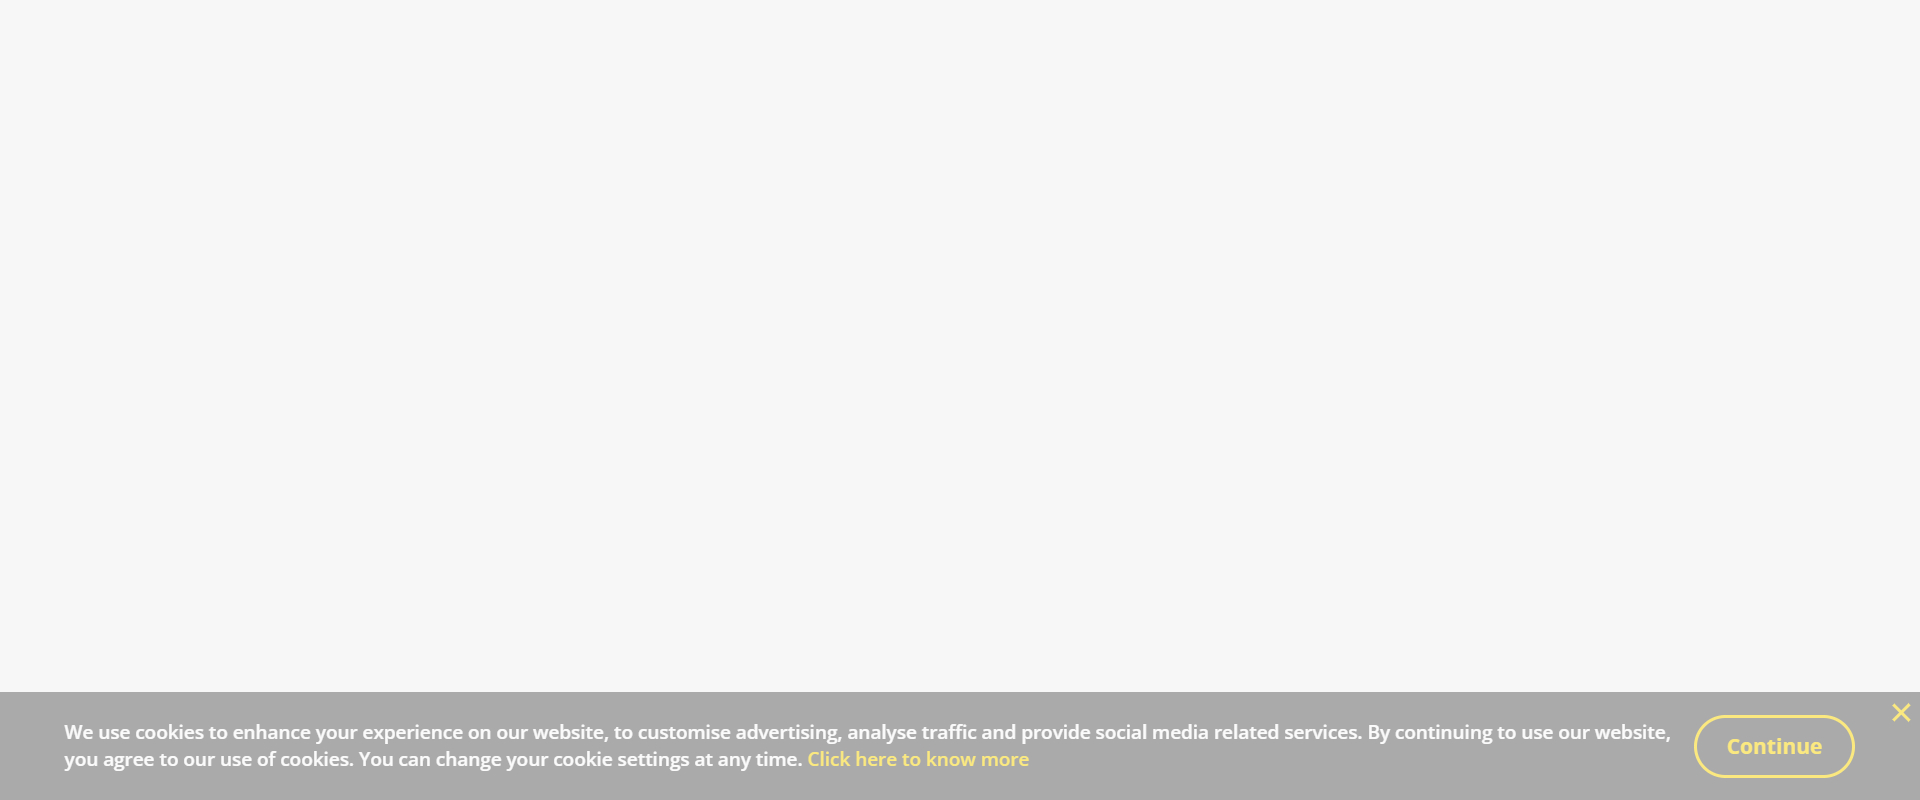 We use cookies to enhance your experience on our website, to customise advertising, analyse traffic and provide social media related services. By continuing to use our website,
you agree to our use of cookies. You can change your cookie settings at any time. Click here to know more
Continue